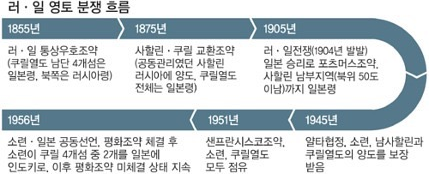 러·일 영토 분쟁 흐름
1855년
러·일 통상우호조약
(쿠릴열도 남단 4개섬은
일본령, 북쪽은 러시아령)
1875년
사할린·쿠릴 교환조약
(공동관리였던 사할린
러시아에 양도, 쿠릴열도
전체는 일본령)
1905년
러·일전쟁(1904년 발발)
일본 승리로 포츠머스조약,
사할린 남부지역(북위 50도
이남)까지 일본령
1945년
얄타협정, 소련, 남사할린과
쿠릴열도의 양도를 보장
받음
1951년
샌프란시스코조약,
소련, 쿠릴열도
모두 점유
1956년
소련·일본 공동선언, 평화조약 체결 후
소련이 쿠릴 4개섬 중 2개를 일본에
인도키로, 이후 평화조약 미체결 상태 지속